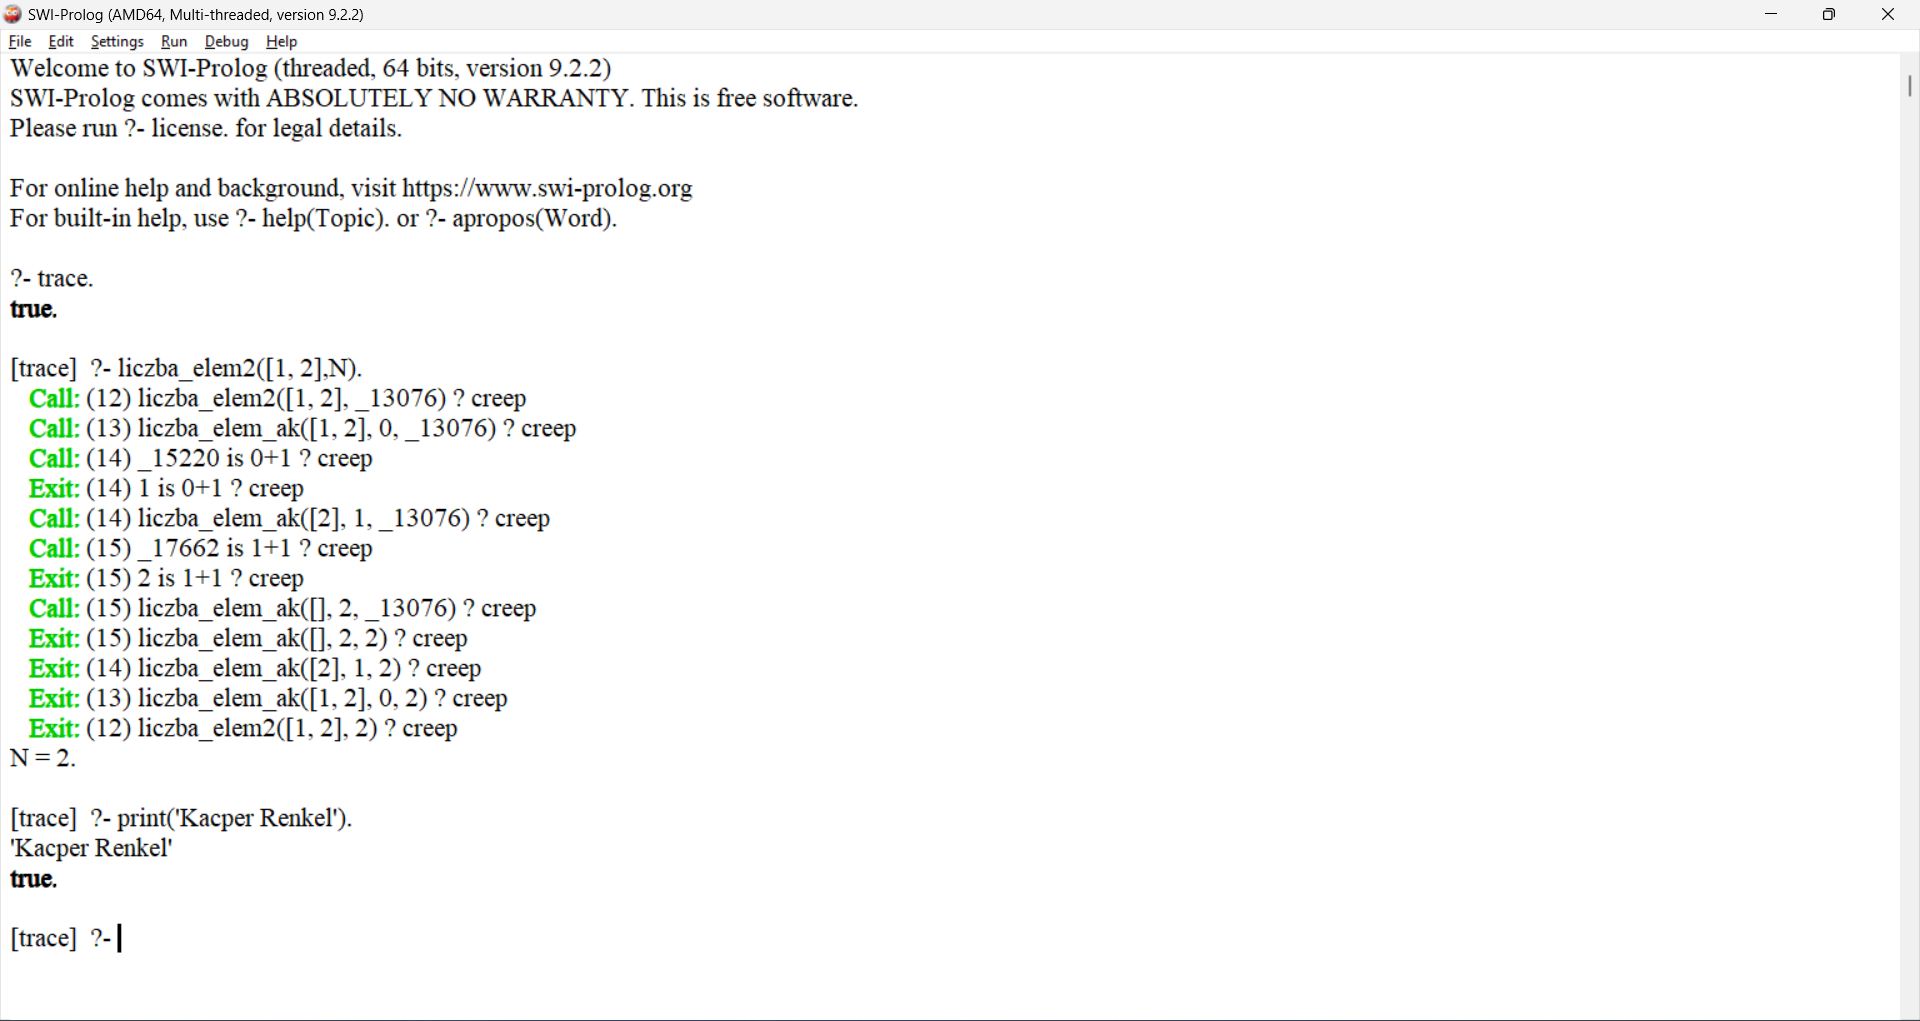 SWI-Prolog (AMD64, Multi-threaded, version 9.2.2)
File Edit Settings Run Debug Help
Welcome to SWI-Prolog (threaded, 64 bits, version 9.2.2)
SWI-Prolog comes with ABSOLUTELY NO WARRANTY. This is free software.
Please run ?- license. for legal details.

For online help and background, visit https://www.swi-prolog.org
For built-in help, use ?- help(Topic). or ?- apropos(Word).

?- trace.
true.

[trace]  ?- liczba_elem2([1, 2],N).
   Call: (12) liczba_elem2([1, 2], _13076) ? creep
   Call: (13) liczba_elem_ak([1, 2], 0, _13076) ? creep
   Call: (14) _15220 is 0+1 ? creep
   Exit: (14) 1 is 0+1 ? creep
   Call: (14) liczba_elem_ak([2], 1, _13076) ? creep
   Call: (15) _17662 is 1+1 ? creep
   Exit: (15) 2 is 1+1 ? creep
   Call: (15) liczba_elem_ak([], 2, _13076) ? creep
   Exit: (15) liczba_elem_ak([], 2, 2) ? creep
   Exit: (14) liczba_elem_ak([2], 1, 2) ? creep
   Exit: (13) liczba_elem_ak([1, 2], 0, 2) ? creep
   Exit: (12) liczba_elem2([1, 2], 2) ? creep
N = 2.

[trace]  ?- print('Kacper Renkel').
'Kacper Renkel'
true.

[trace]  ?-